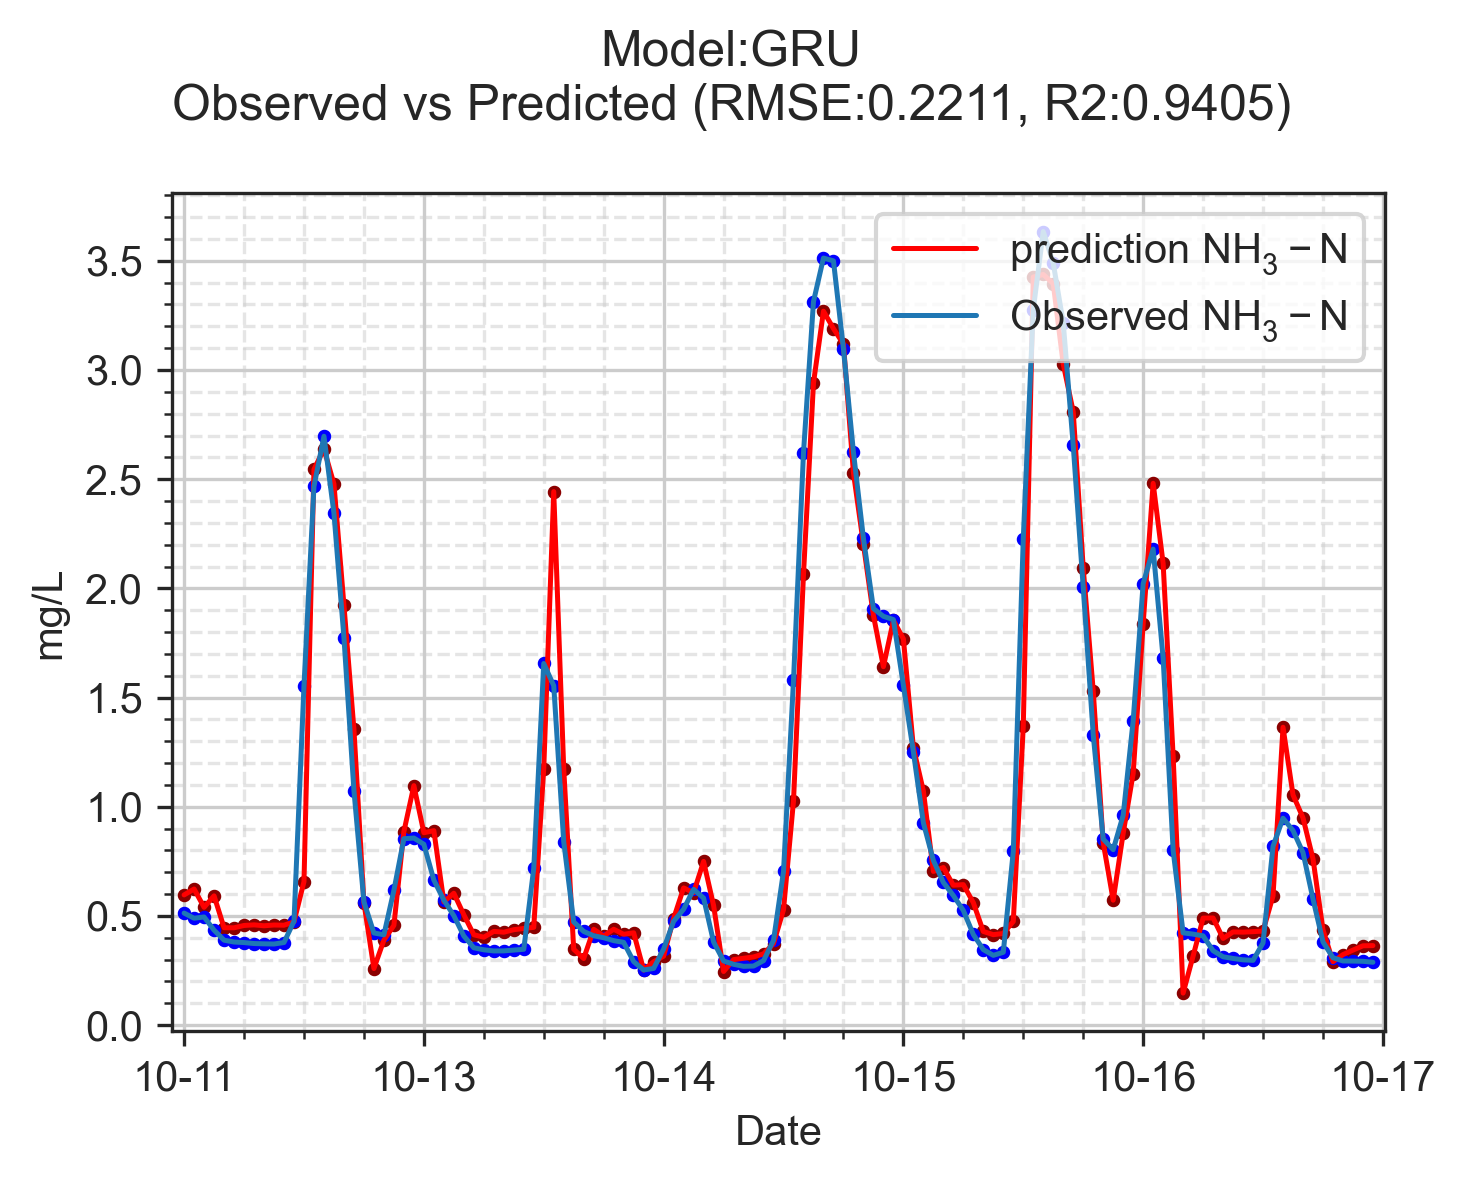 Model:GRU
Observed vs Predicted (RMSE:0.2211, R2:0.9405)
prediction NH₃ − N
Observed NH₃ − N
3.5
3.0
2.5
2.0
1.5
1.0
0.5
0.0
mg/L
10-11 10-13 10-14 10-15 10-16 10-17
Date